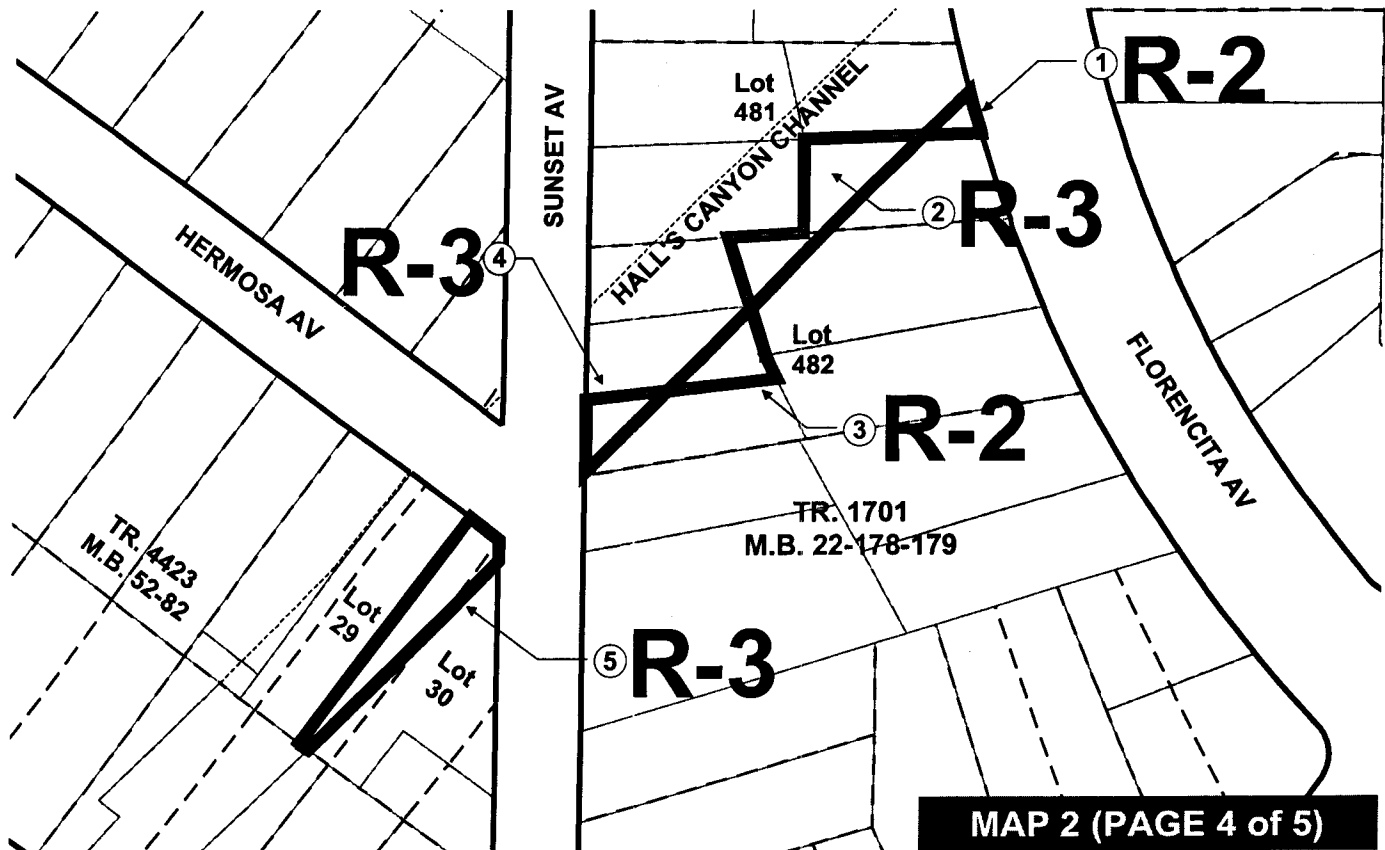 1
R-2
Lot
481
HALL'S CANYON CHANNEL
SUNSET AV
2
R-3
R-3
4
HERMOSA AV
Lot
482
FLORENCITA AV
3
R-2
TR. 1701
M.B. 22-178-179
TR. 4423
M.B. 52-82
Lot
29
Lot
30
5
R-3
MAP 2 (PAGE 4 of 5)